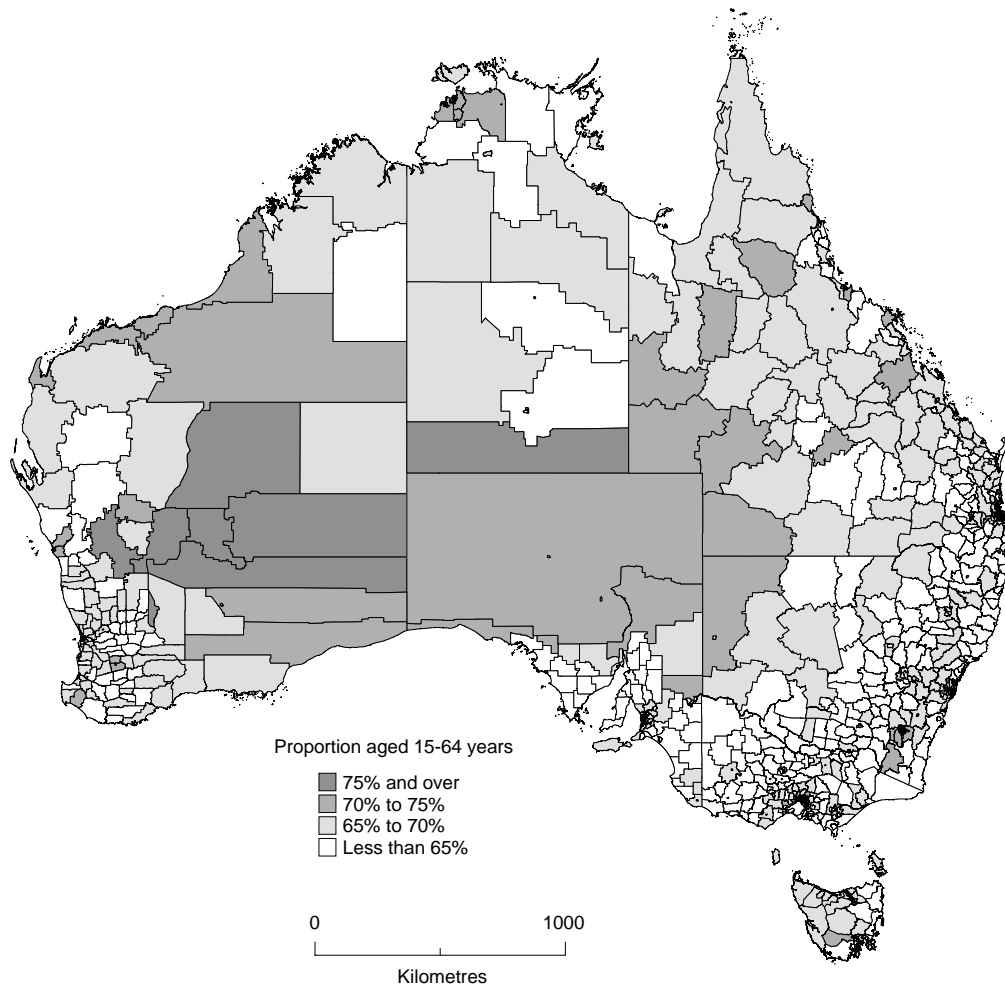 Proportion aged 15-64 years
75% and over
70% to 75%
65% to 70%
Less than 65%
0 1000
Kilometres